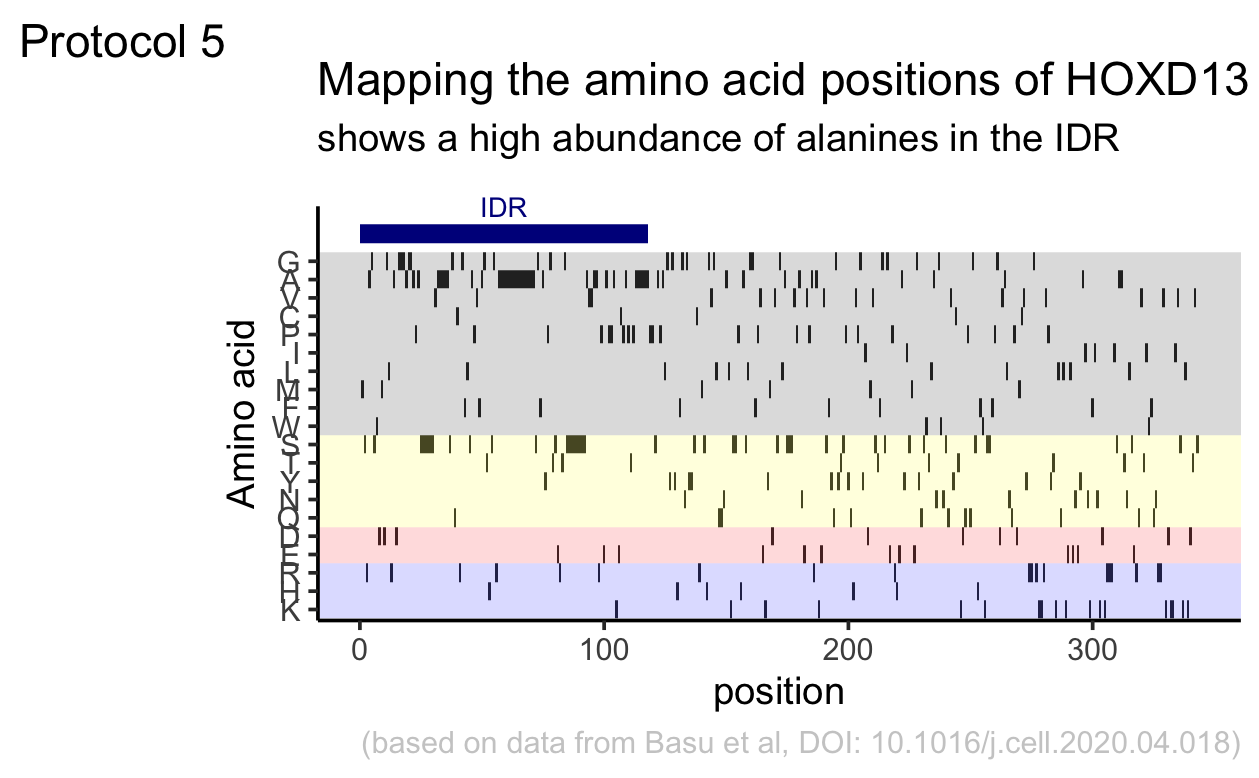 Protocol 5
Mapping the amino acid positions of HOXD13
shows a high abundance of alanines in the IDR
IDR
Amino acid
G
A
V
C
P
I
L
M
F
W
S
T
Y
N
Q
D
E
R
H
K
0 100 200 300
position
(based on data from Basu et al, DOI: 10.1016/j.cell.2020.04.018)